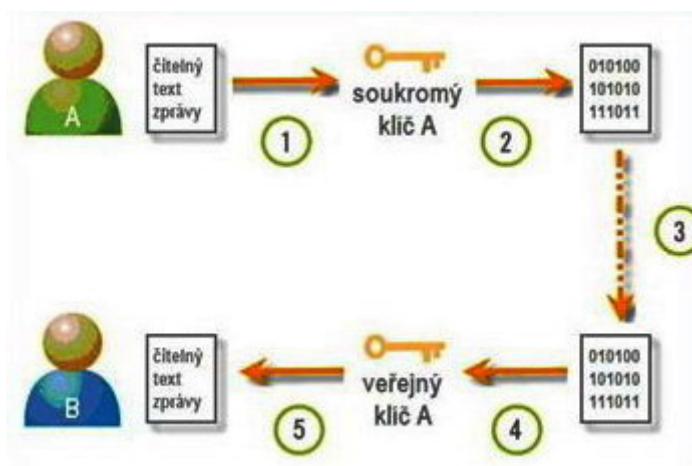 A
čitelný
text
zprávy
1
soukromý
klíč A
2
010100
101010
111011
3
B
čitelný
text
zprávy
5
veřejný
klíč A
4
010100
101010
111011